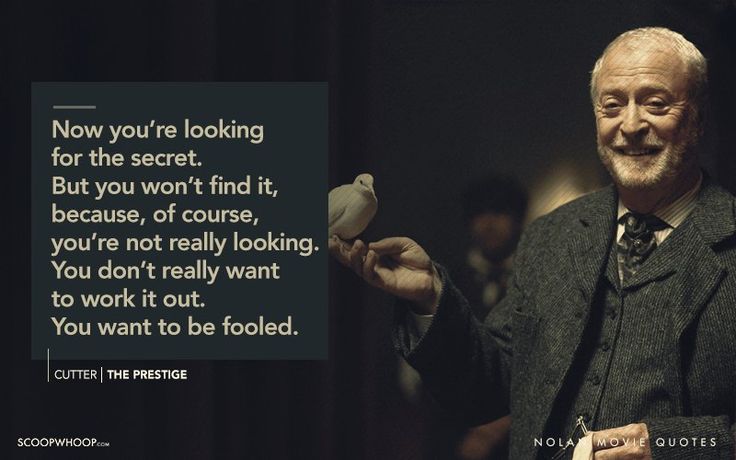 Now you're looking
for the secret.
But you won't find it,
because, of course,
you're not really looking.
You don't really want
to work it out.
You want to be fooled.
CUTTER | THE PRESTIGE
SCOOPWHOOP.COM
NOLAN MOVIE QUOTES